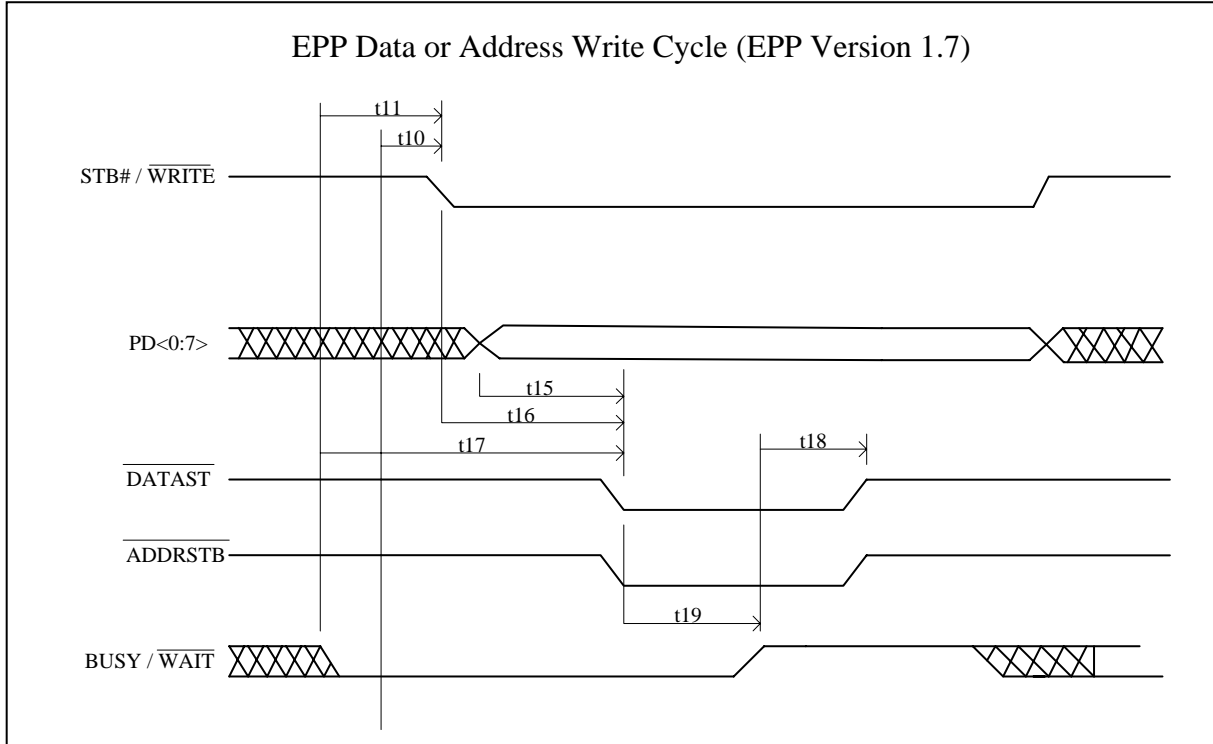 EPP Data or Address Write Cycle (EPP Version 1.7)
t11
t10
STB# / WRITE
PD<0:7>
t15
t16
t17
t18
DATAST
ADDRSTB
t19
BUSY / WAIT